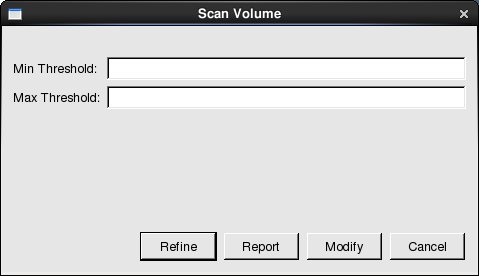 Scan Volume
Min Threshold:
Max Threshold:
Refine Report Modify Cancel